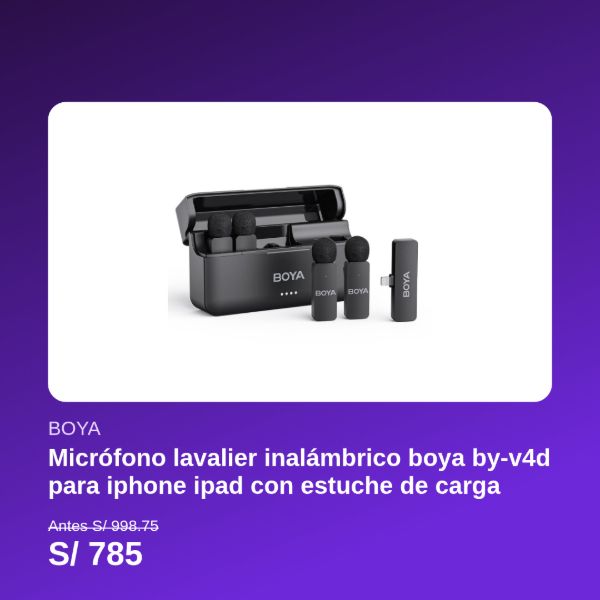 BOYA
BOYA
BOYA
BOYA
BOYA
Micrófono lavalier inalámbrico boya by-v4d
para iphone ipad con estuche de carga
Antes S/ 998.75
S/ 785